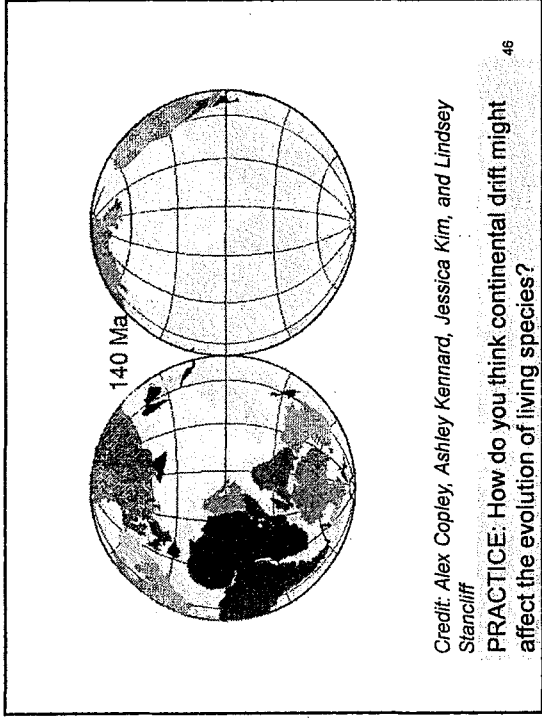 140 Ma
Credit: Alex Copley, Ashley Kennard, Jessica Kim, and Lindsey
Stancliff
PRACTICE: How do you think continental drift might
affect the evolution of living species?
46